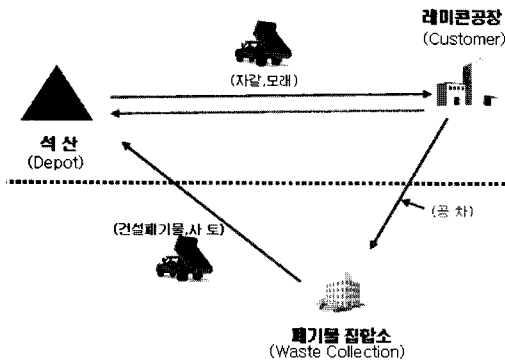 레미콘공장
(Customer)
(자갈,모래)
석 산
(Depot)
(공 차)
(건설폐기물,사 토)
폐기물 집합소
(Waste Collection)